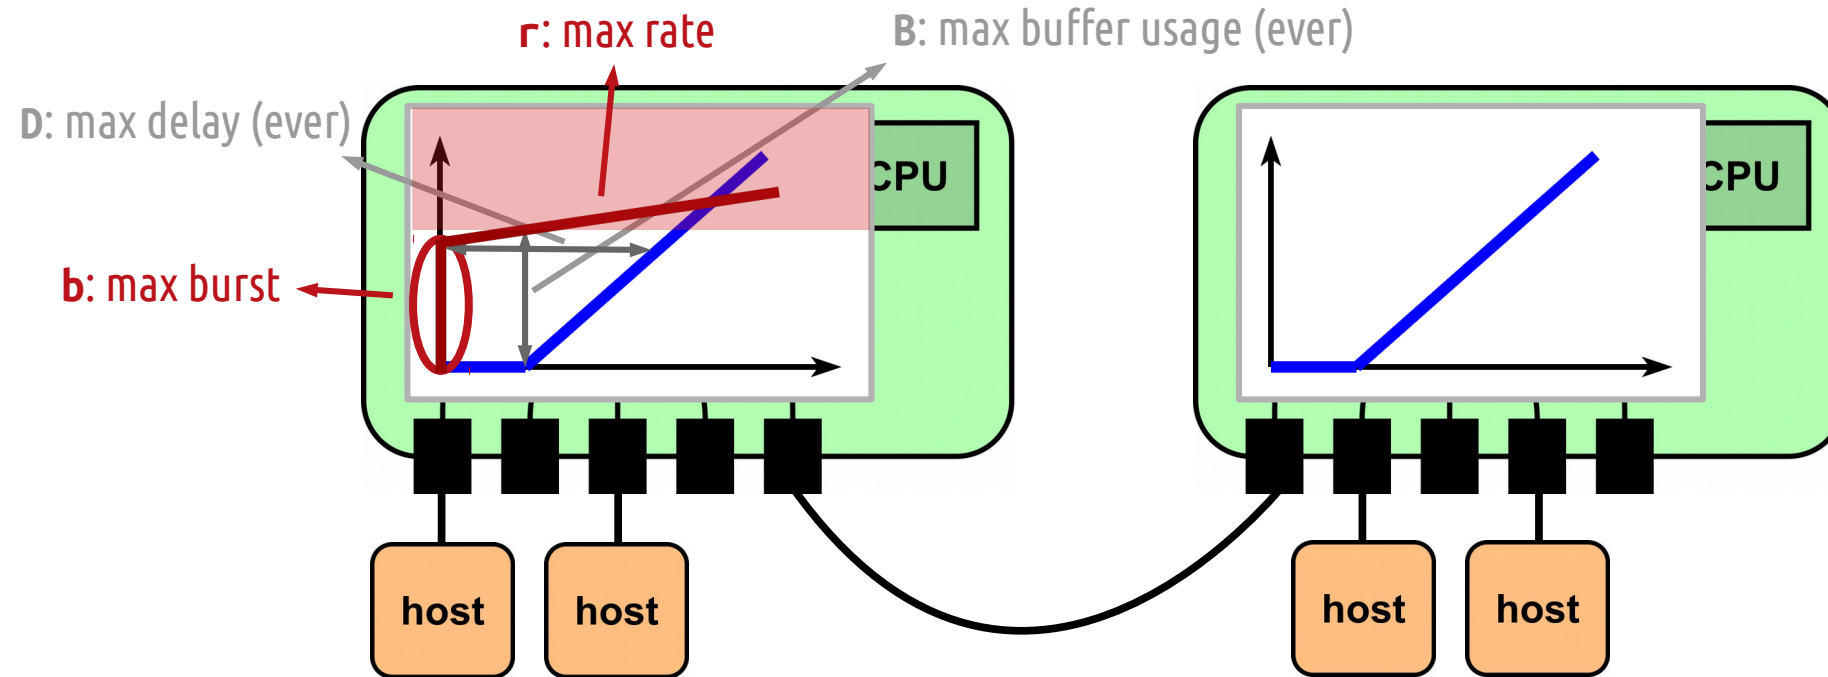 r: max rate
B: max buffer usage (ever)
D: max delay (ever)
CPU
CPU
b: max burst
host
host
host
host